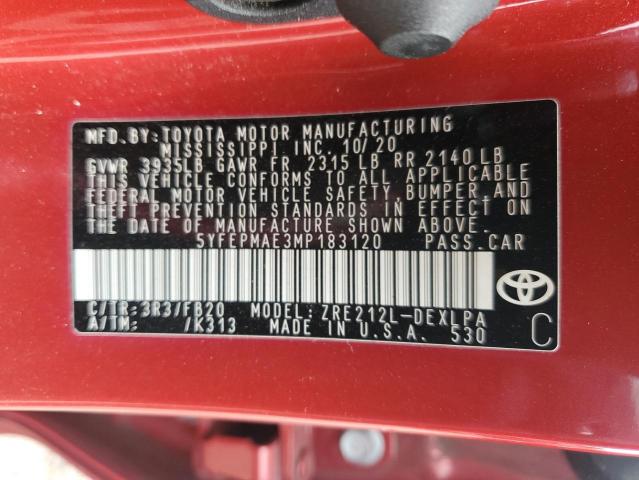 MFD.BY:TOYOTA MOTOR MANUFACTURING
MISSISSIPPI INC. 10/20
GVWR 3935LB GAWR FR 2315 LB RR 2140 LB
THIS VEHICLE CONFORMS TO ALL APPLICABLE
FEDERAL MOTOR VEHICLE SAFETY, BUMPER, AND
THEFT PREVENTION STANDARDS IN EFFECT ON
THE DATE OF MANUFACTURE SHOWN ABOVE.
5YFEPMAE3MP183120 PASS.CAR
C/TR:3R3/FB20 MODEL:ZRE212L-DEXLPA
A/TM: /K313 MADE IN U.S.A. 530
C